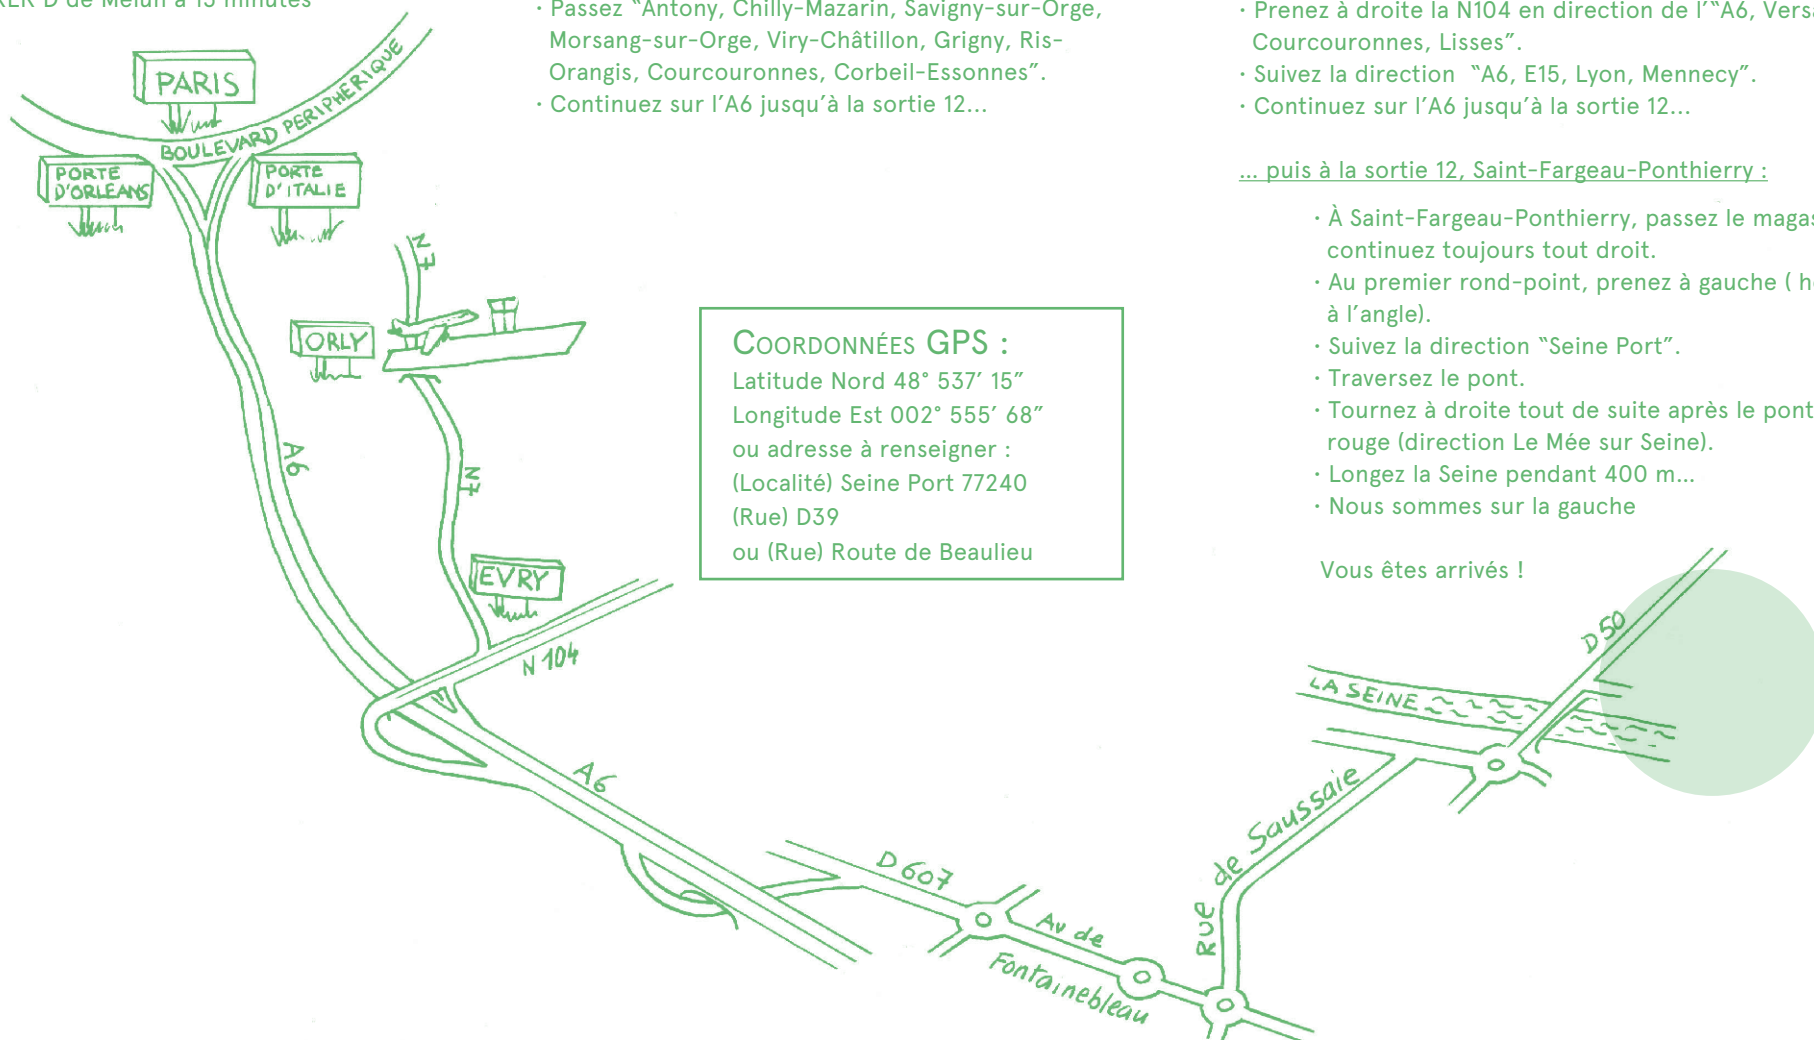 RER D de Melun à 15 minutes
· Passez “Antony, Chilly-Mazarin, Savigny-sur-Orge,
Morsang-sur-Orge, Viry-Châtillon, Grigny, Ris-
Orangis, Courcouronnes, Corbeil-Essonnes”.
· Continuez sur l’A6 jusqu’à la sortie 12...
· Prenez à droite la N104 en direction de l’“A6,
Courcouronnes, Lisses”.
· Suivez la direction “A6, E15, Lyon, Mennecy”.
· Continuez sur l’A6 jusqu’à la sortie 12...
... puis à la sortie 12, Saint-Fargeau-Ponthierry :
· À Saint-Fargeau-Ponthierry, passez le
continuez toujours tout droit.
· Au premier rond-point, prenez à gauche (
à l’angle).
· Suivez la direction “Seine Port”.
· Traversez le pont.
· Tournez à droite tout de suite après le pont
rouge (direction Le Mée sur Seine).
· Longez la Seine pendant 400 m...
· Nous sommes sur la gauche
Vous êtes arrivés !
COORDONNÉES GPS :
Latitude Nord 48° 537′ 15″
Longitude Est 002° 555′ 68″
ou adresse à renseigner :
(Localité) Seine Port 77240
(Rue) D39
ou (Rue) Route de Beaulieu
PARIS
BOULEVARD PERIPHERIQUE
PORTE
D'ORLEANS
PORTE
D'ITALIE
N7
ORLY
A6
N7
EVRY
N 104
A6
D 607
Av de
Fontainebleau
RUE de Saussaie
LA SEINE
D 50